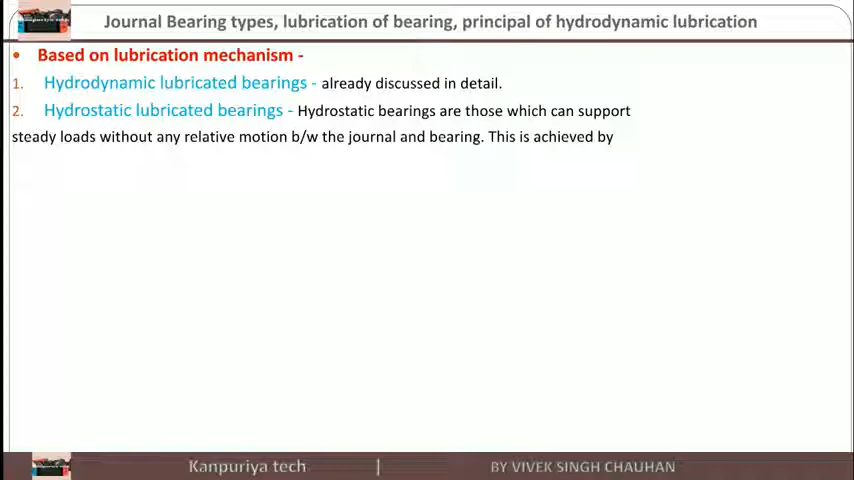 Journal Bearing types, lubrication of bearing, principal of hydrodynamic lubrication
• Based on lubrication mechanism -
1. Hydrodynamic lubricated bearings - already discussed in detail.
2. Hydrostatic lubricated bearings - Hydrostatic bearings are those which can support
steady loads without any relative motion b/w the journal and bearing. This is achieved by
Kanpuriya tech | BY VIVEK SINGH CHAUHAN